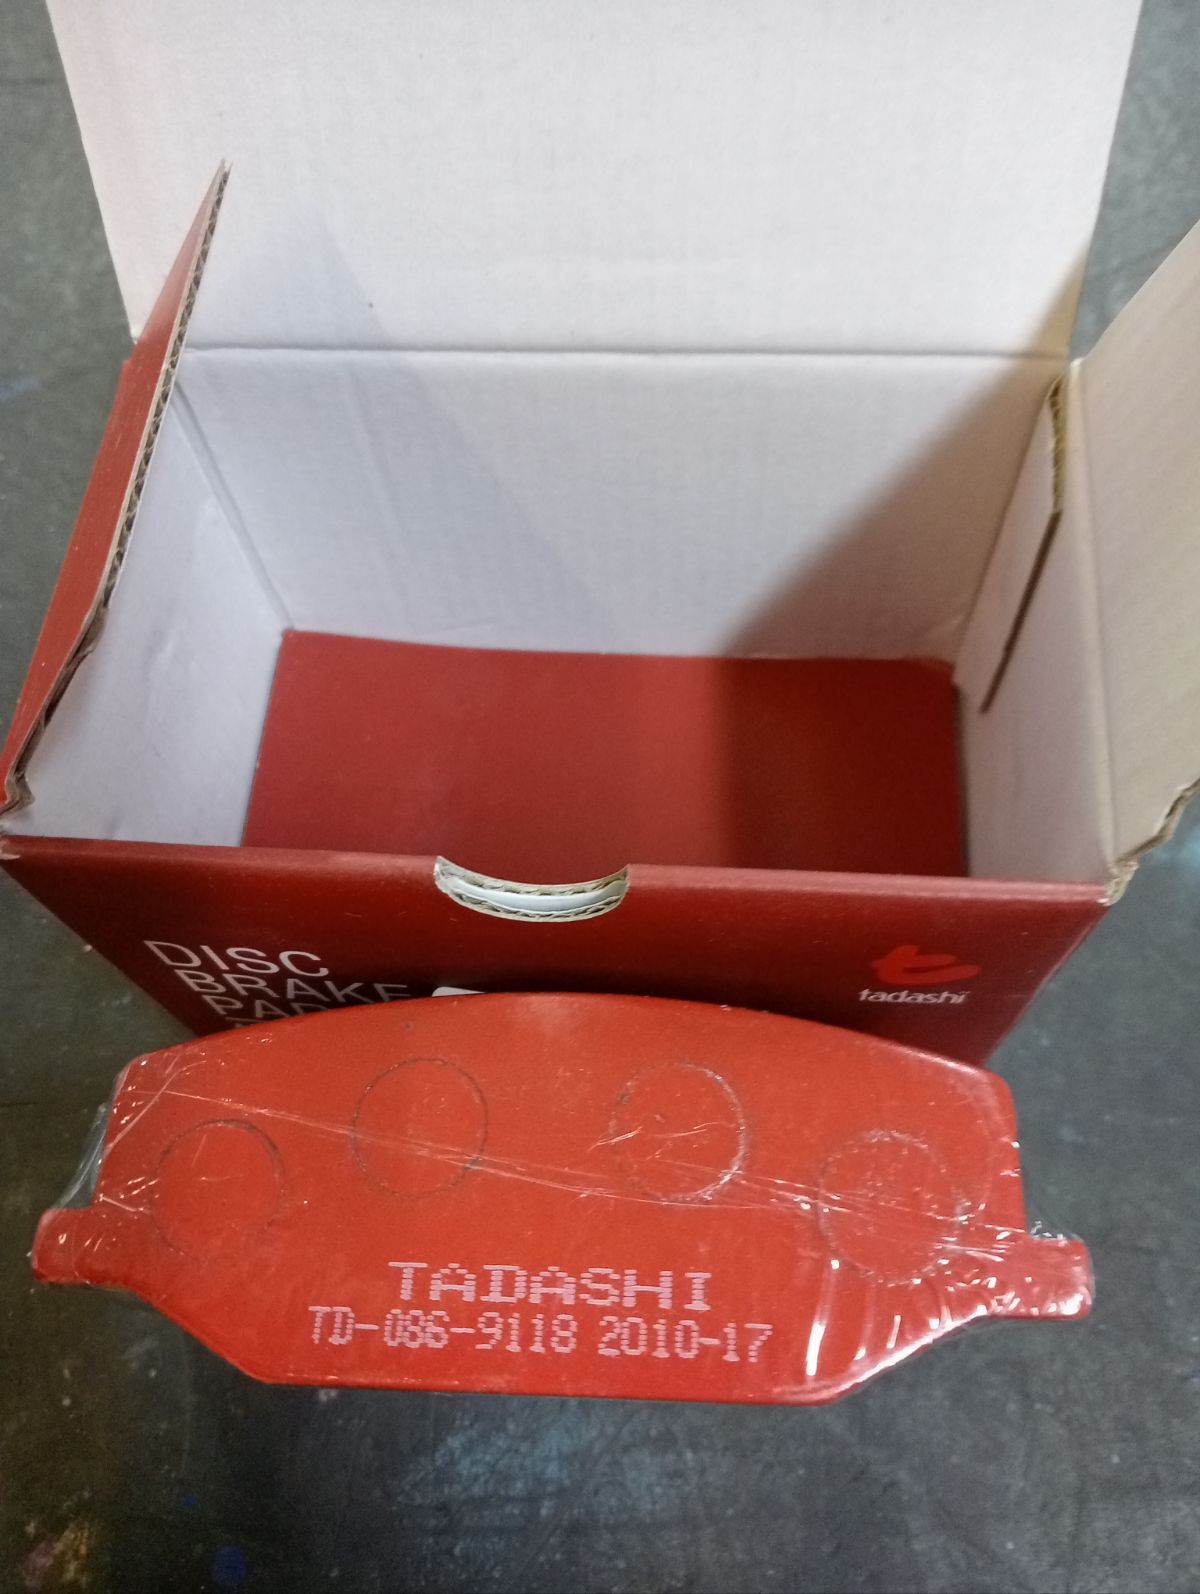 DISC
BRAKE
tadashi
TADASHI
TD-086-9118 2010-17